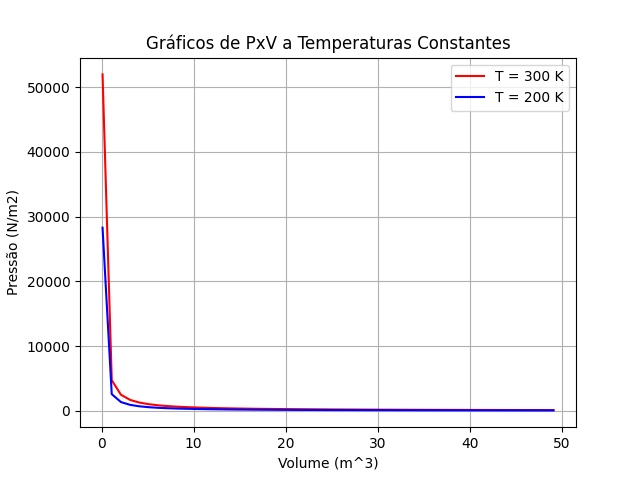 Gráficos de PxV a Temperaturas Constantes
T = 300 K
T = 200 K
Pressão (N/m2)
50000
40000
30000
20000
10000
0
0 10 20 30 40 50
Volume (m^3)